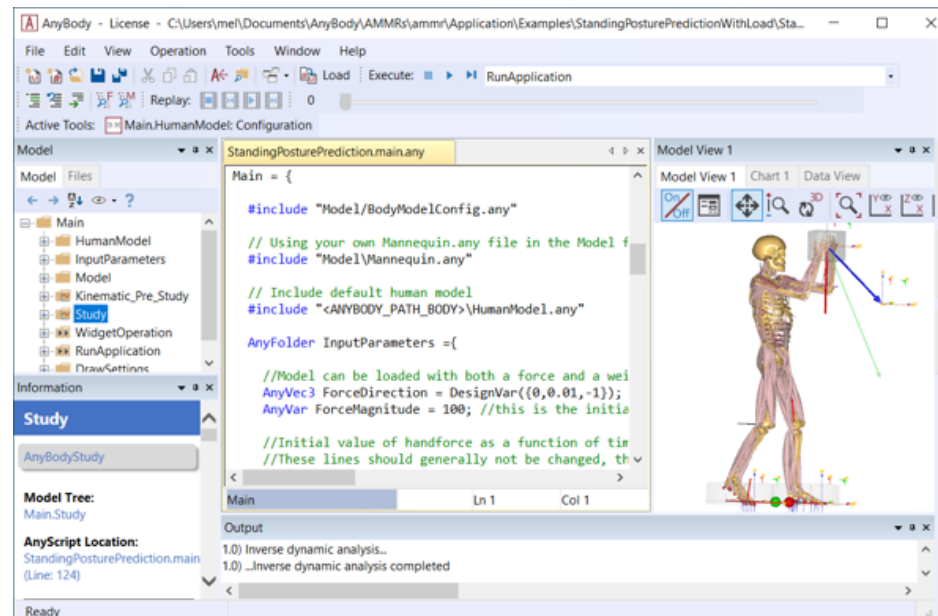 AnyBody - License - C:\Users\mel\Documents\AnyBody\AMMRs\ammr\Application\Examples\StandingPosturePredictionWithLoad\Sta...
File Edit View Operation Tools Window Help
Load Execute: RunApplication
Replay: 0
Active Tools: Main.HumanModel: Configuration
Model
Model Files
Main
HumanModel
InputParameters
Model
Kinematic_Pre_Study
Study
WidgetOperation
RunApplication
DrawSettings
Information
Study
AnyBodyStudy
Model Tree:
Main.Study
AnyScript Location:
StandingPosturePrediction.main
(Line: 124)
StandingPosturePrediction.main.any
Main = {
#include "Model/BodyModelConfig.any"
// Using your own Mannequin.any file in the Model f
#include "Model\Mannequin.any"
// Include default human model
#include "<ANYBODY_PATH_BODY>\HumanModel.any"
AnyFolder InputParameters ={
//Model can be loaded with both a force and a wei
AnyVec3 ForceDirection = DesignVar({0,0.01,-1});
AnyVar ForceMagnitude = 100; //this is the initia
//Initial value of handforce as a function of tim
//These lines should generally not be changed, th
Main Ln 1 Col 1
Model View 1
Model View 1 Chart 1 Data View
On/Off 3D
Output
1.0) Inverse dynamic analysis...
1.0) ...Inverse dynamic analysis completed
Ready